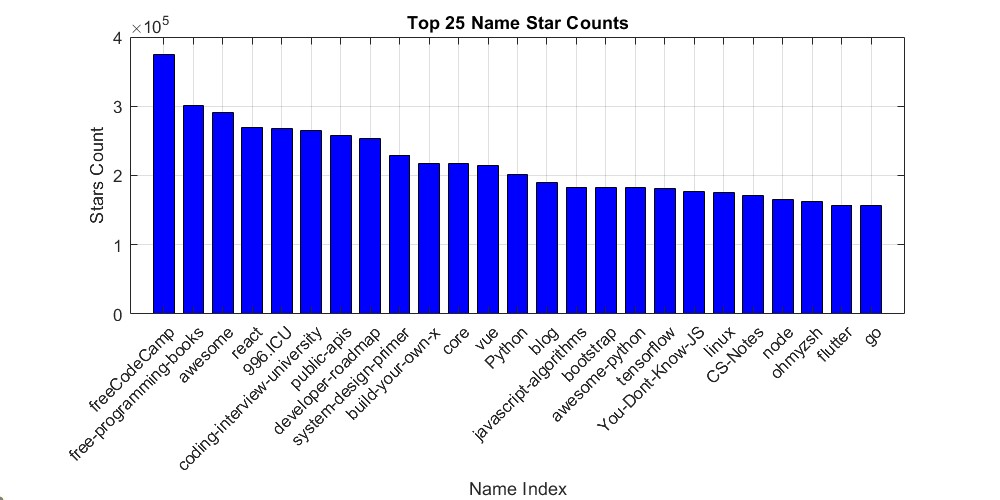 Top 25 Name Star Counts
×10⁵
4
3
2
1
0
Stars Count
freeCodeCamp
free-programming-books
awesome
react
996.ICU
coding-interview-university
public-apis
developer-roadmap
system-design-primer
build-your-own-x
core
vue
Python
blog
javascript-algorithms
bootstrap
awesome-python
tensorflow
You-Dont-Know-JS
linux
CS-Notes
node
ohmyzsh
flutter
go
Name Index